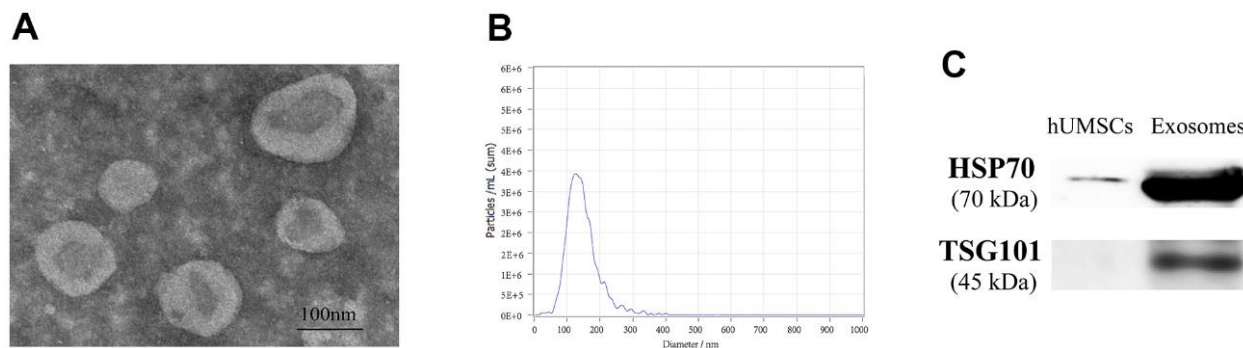 A
100nm
B
Particles /mL (sum)
6E+6
6E+6
5E+6
5E+6
4E+6
4E+6
3E+6
3E+6
2E+6
2E+6
1E+6
5E+5
0E+0
0 100 200 300 400 500 600 700 800 900 1000
Diameter / nm
C
hUMSCs Exosomes
HSP70
(70 kDa)
TSG101
(45 kDa)